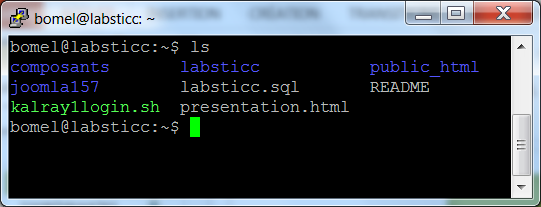 bomel@labsticc: ~
bomel@labsticc:~$ ls
composants labsticc public_html
joomla157 labsticc.sql README
kalray1login.sh presentation.html
bomel@labsticc:~$